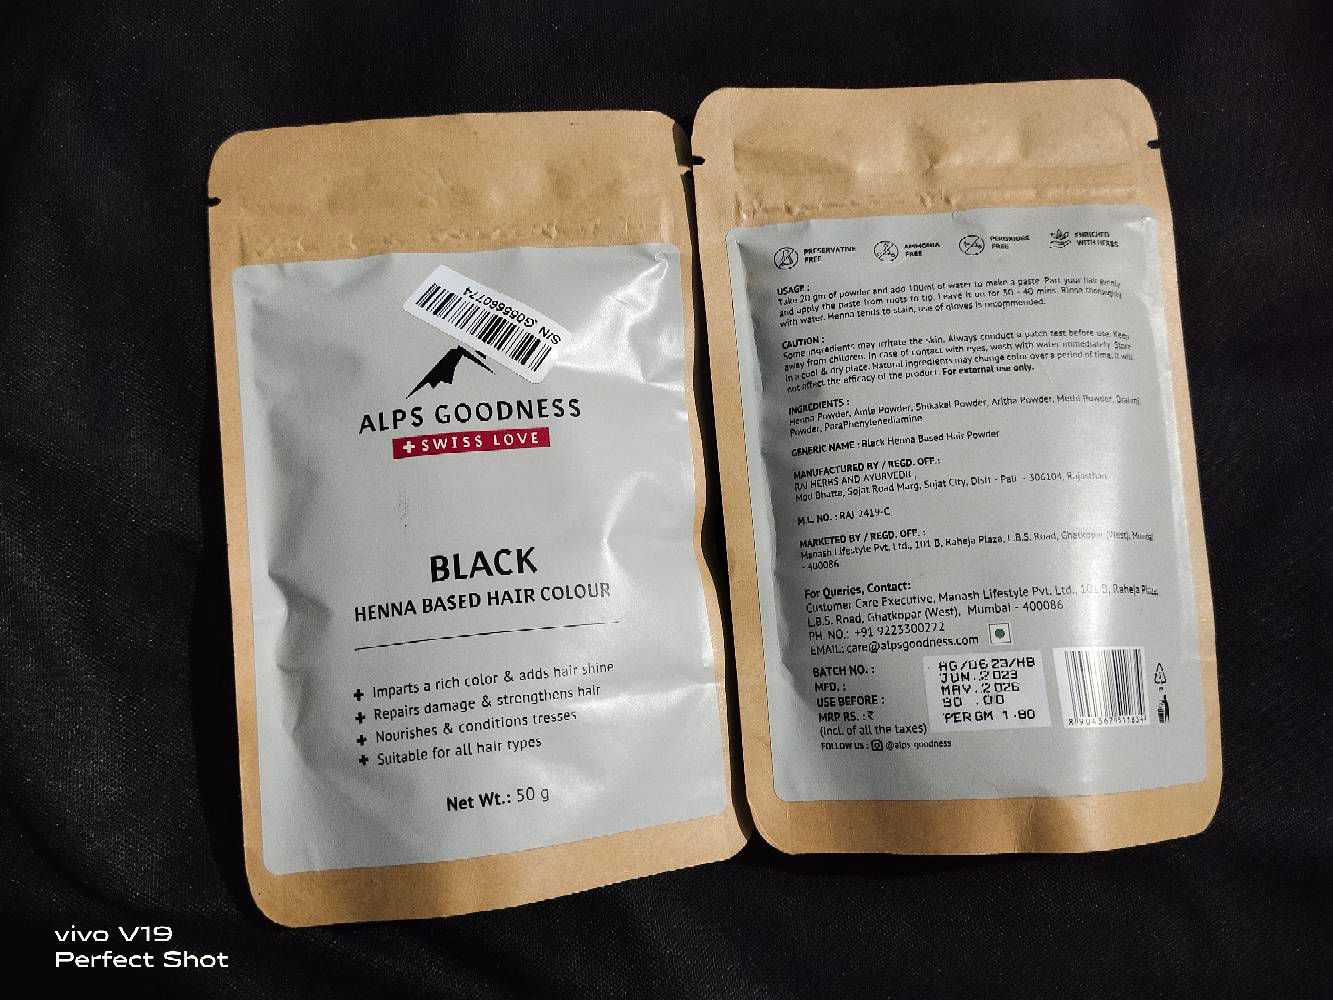 S/N G05560774
ALPS GOODNESS
SWISS LOVE
BLACK
HENNA BASED HAIR COLOUR
Imparts a rich color & adds hair shine
Repairs damage & strengthens hair
Nourishes & conditions tresses
Suitable for all hair types
Net Wt.: 50 g
PRESERVATIVE
FREE
AMMONIA
FREE
PEROXIDE
FREE
ENRICHED
WITH HERBS
USAGE :
Take 20 gm of powder and add 100ml of water to make a paste. Part your hair evenly
and apply the paste from roots to tip. Leave it on for 30 - 40 mins. Rinse thoroughly
with water. Henna tends to stain, use of gloves is recommended.
CAUTION :
Some ingredients may irritate the skin. Always conduct a patch test before use. Keep
away from children. In case of contact with eyes, wash with water immediately. Store
in a cool & dry place. Natural ingredients may change color over a period of time. It will
not affect the efficacy of the product. For external use only.
INGREDIENTS :
Henna Powder, Amla Powder, Shikakai Powder, Aritha Powder, Methi Powder, Brahmi
Powder, ParaPhenylenediamine
GENERIC NAME : Black Henna Based Hair Powder
MANUFACTURED BY / REGD. OFF.:
RAJ HERBS AND AYURVEDIC,
Mod Bhatta, Sojat Road Marg, Sojat City, Distt - Pali - 306104, Rajasthan
M.L. NO. : RAJ 2419-C
MARKETED BY / REGD. OFF. :
Manash Lifestyle Pvt. Ltd., 101 B, Raheja Plaza, L.B.S. Road, Ghatkopar (West), Mumbai
- 400086
For Queries, Contact:
Customer Care Executive, Manash Lifestyle Pvt. Ltd., 101 B, Raheja Plaza,
L.B.S. Road, Ghatkopar (West), Mumbai - 400086
PH. NO.: +91 9223300272
EMAIL: care@alpsgoodness.com
BATCH NO. : HG/06 23/HB
MFD. : JUN.2023
USE BEFORE : MAY.2026
MRP RS. :₹ 90 .00
(Incl. of all the taxes) PER GM 1.80
FOLLOW US : @alps_goodness
vivo V19
Perfect Shot